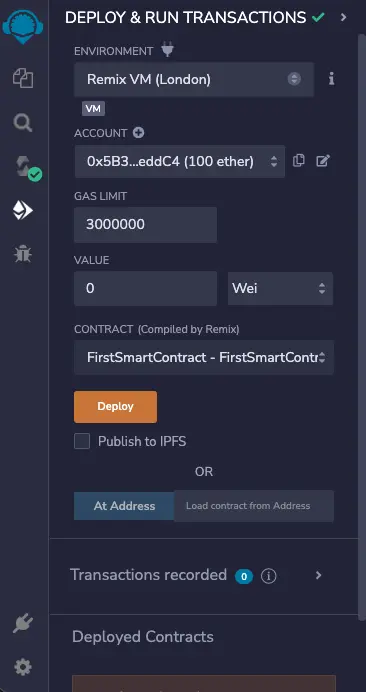 DEPLOY & RUN TRANSACTIONS
ENVIRONMENT
Remix VM (London)
VM
ACCOUNT
0x5B3...eddC4 (100 ether)
GAS LIMIT
3000000
VALUE
0
Wei
CONTRACT (Compiled by Remix)
FirstSmartContract - FirstSmartContr
Deploy
Publish to IPFS
OR
At Address
Load contract from Address
Transactions recorded 0
Deployed Contracts